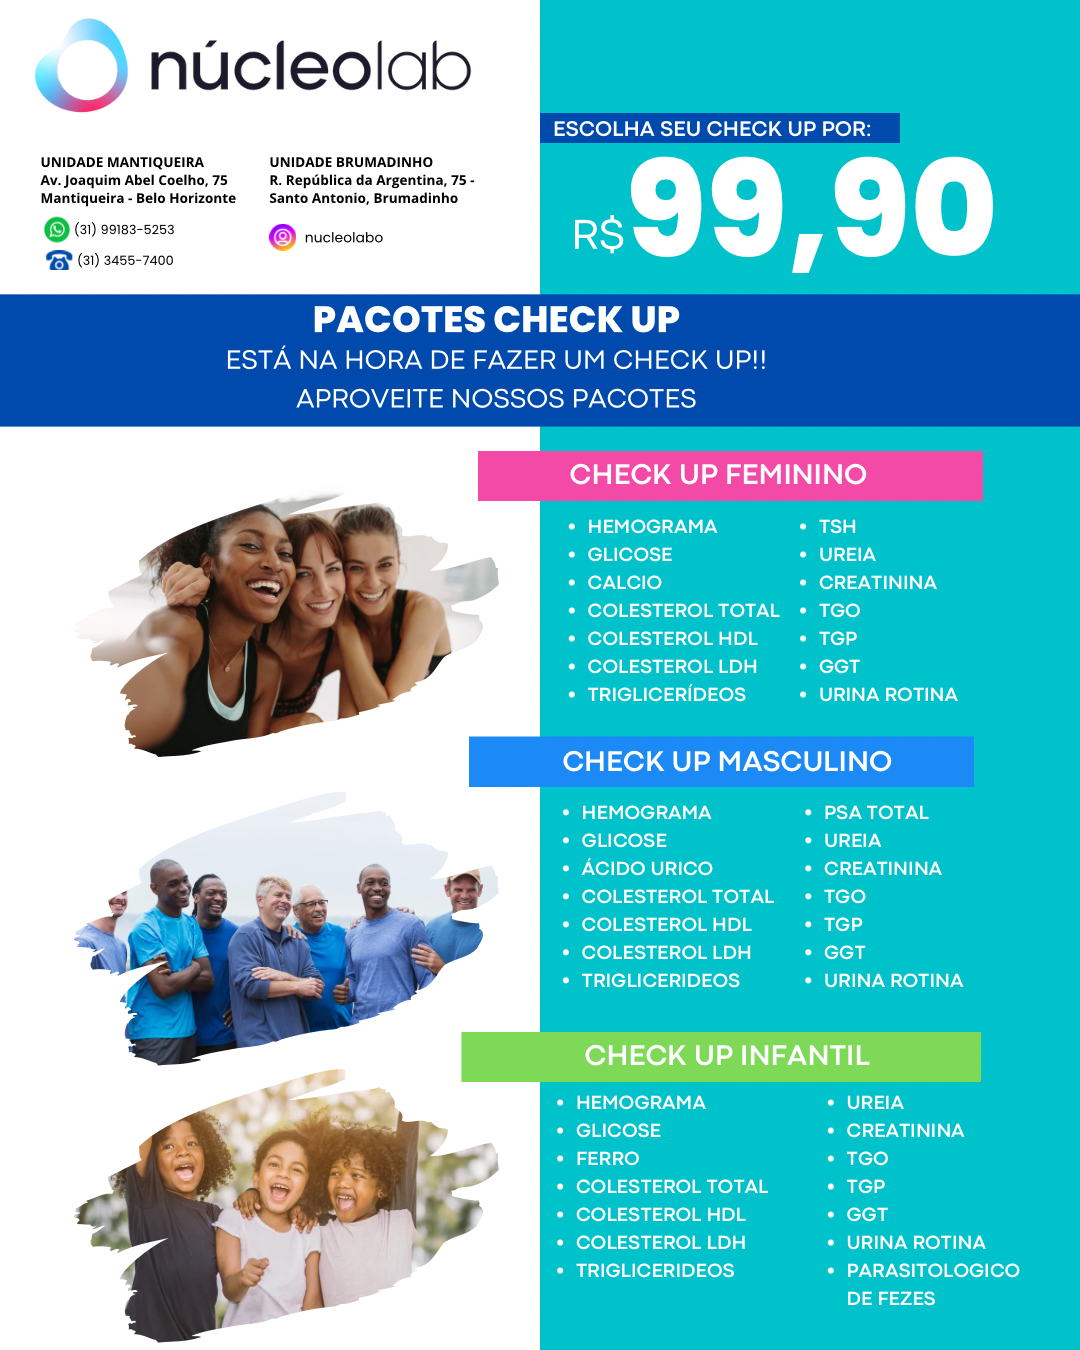 núcleolab
UNIDADE MANTIQUEIRA
Av. Joaquim Abel Coelho, 75
Mantiqueira - Belo Horizonte
(31) 99183-5253
(31) 3455-7400
UNIDADE BRUMADINHO
R. República da Argentina, 75 -
Santo Antonio, Brumadinho
nucleolabo
ESCOLHA SEU CHECK UP POR:
R$99,90
PACOTES CHECK UP
ESTÁ NA HORA DE FAZER UM CHECK UP!!
APROVEITE NOSSOS PACOTES
CHECK UP FEMININO
• HEMOGRAMA
• GLICOSE
• CALCIO
• COLESTEROL TOTAL
• COLESTEROL HDL
• COLESTEROL LDH
• TRIGLICERÍDEOS
• TSH
• UREIA
• CREATININA
• TGO
• TGP
• GGT
• URINA ROTINA
CHECK UP MASCULINO
• HEMOGRAMA
• GLICOSE
• ÁCIDO URICO
• COLESTEROL TOTAL
• COLESTEROL HDL
• COLESTEROL LDH
• TRIGLICERIDEOS
• PSA TOTAL
• UREIA
• CREATININA
• TGO
• TGP
• GGT
• URINA ROTINA
CHECK UP INFANTIL
• HEMOGRAMA
• GLICOSE
• FERRO
• COLESTEROL TOTAL
• COLESTEROL HDL
• COLESTEROL LDH
• TRIGLICERIDEOS
• UREIA
• CREATININA
• TGO
• TGP
• GGT
• URINA ROTINA
• PARASITOLOGICO
DE FEZES